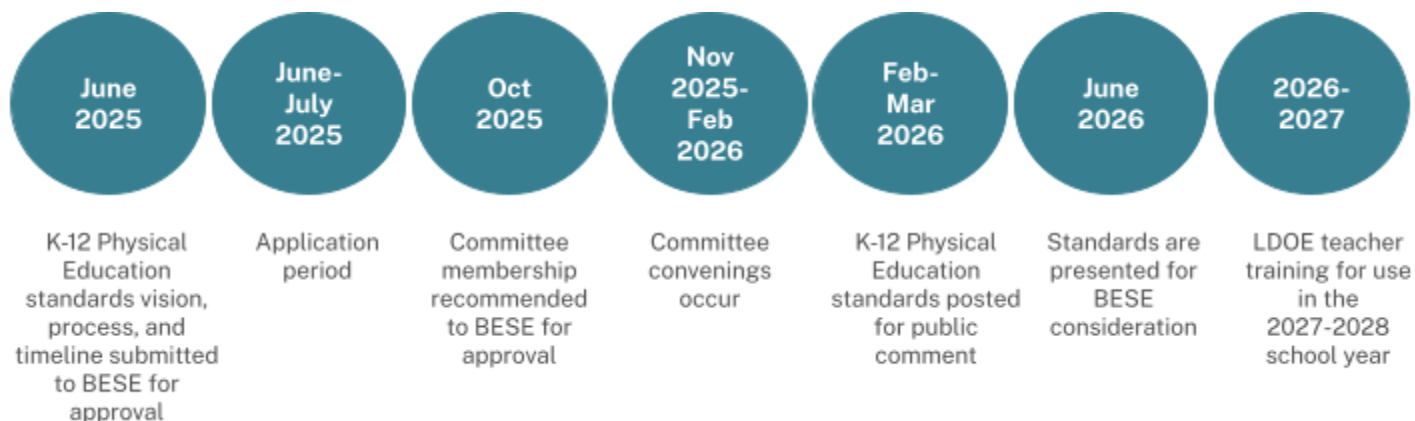 June
2025
June-
July
2025
Oct
2025
Nov
2025-
Feb
2026
Feb-
Mar
2026
June
2026
2026-
2027
K-12 Physical
Education
standards vision,
process, and
timeline submitted
to BESE for
approval
Application
period
Committee
membership
recommended
to BESE for
approval
Committee
convenings
occur
K-12 Physical
Education
standards posted
for public
comment
Standards are
presented for
BESE
consideration
LDOE teacher
training for use
in the
2027-2028
school year